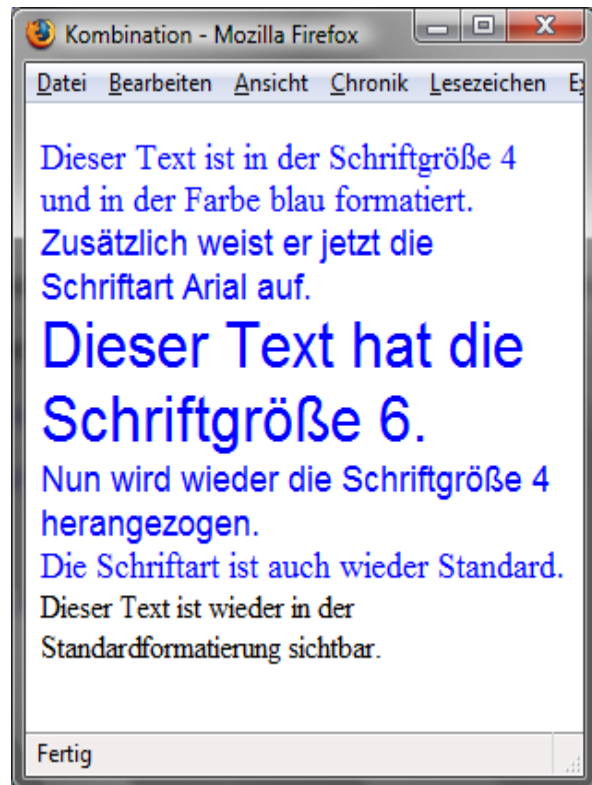 Kombination - Mozilla Firefox
Datei Bearbeiten Ansicht Chronik Lesezeichen
Dieser Text ist in der Schriftgröße 4
und in der Farbe blau formatiert.
Zusätzlich weist er jetzt die
Schriftart Arial auf.
Dieser Text hat die
Schriftgröße 6.
Nun wird wieder die Schriftgröße 4
herangezogen.
Die Schriftart ist auch wieder Standard.
Dieser Text ist wieder in der
Standardformatierung sichtbar.
Fertig